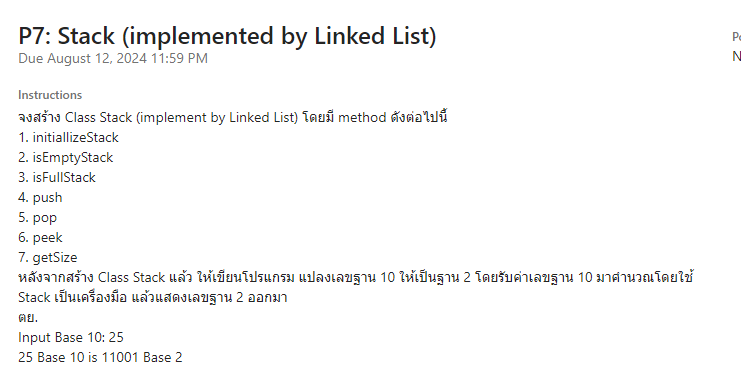 P7: Stack (implemented by Linked List)
Due August 12, 2024 11:59 PM
Instructions
จงสร้าง Class Stack (implement by Linked List) โดยมี method ดังต่อไปนี้
1. initiallizeStack
2. isEmptyStack
3. isFullStack
4. push
5. pop
6. peek
7. getSize
หลังจากสร้าง Class Stack แล้ว ให้เขียนโปรแกรม แปลงเลขฐาน 10 ให้เป็นฐาน 2 โดยรับค่าเลขฐาน 10 มาคำนวณโดยใช้
Stack เป็นเครื่องมือ แล้วแสดงเลขฐาน 2 ออกมา
ตย.
Input Base 10: 25
25 Base 10 is 11001 Base 2